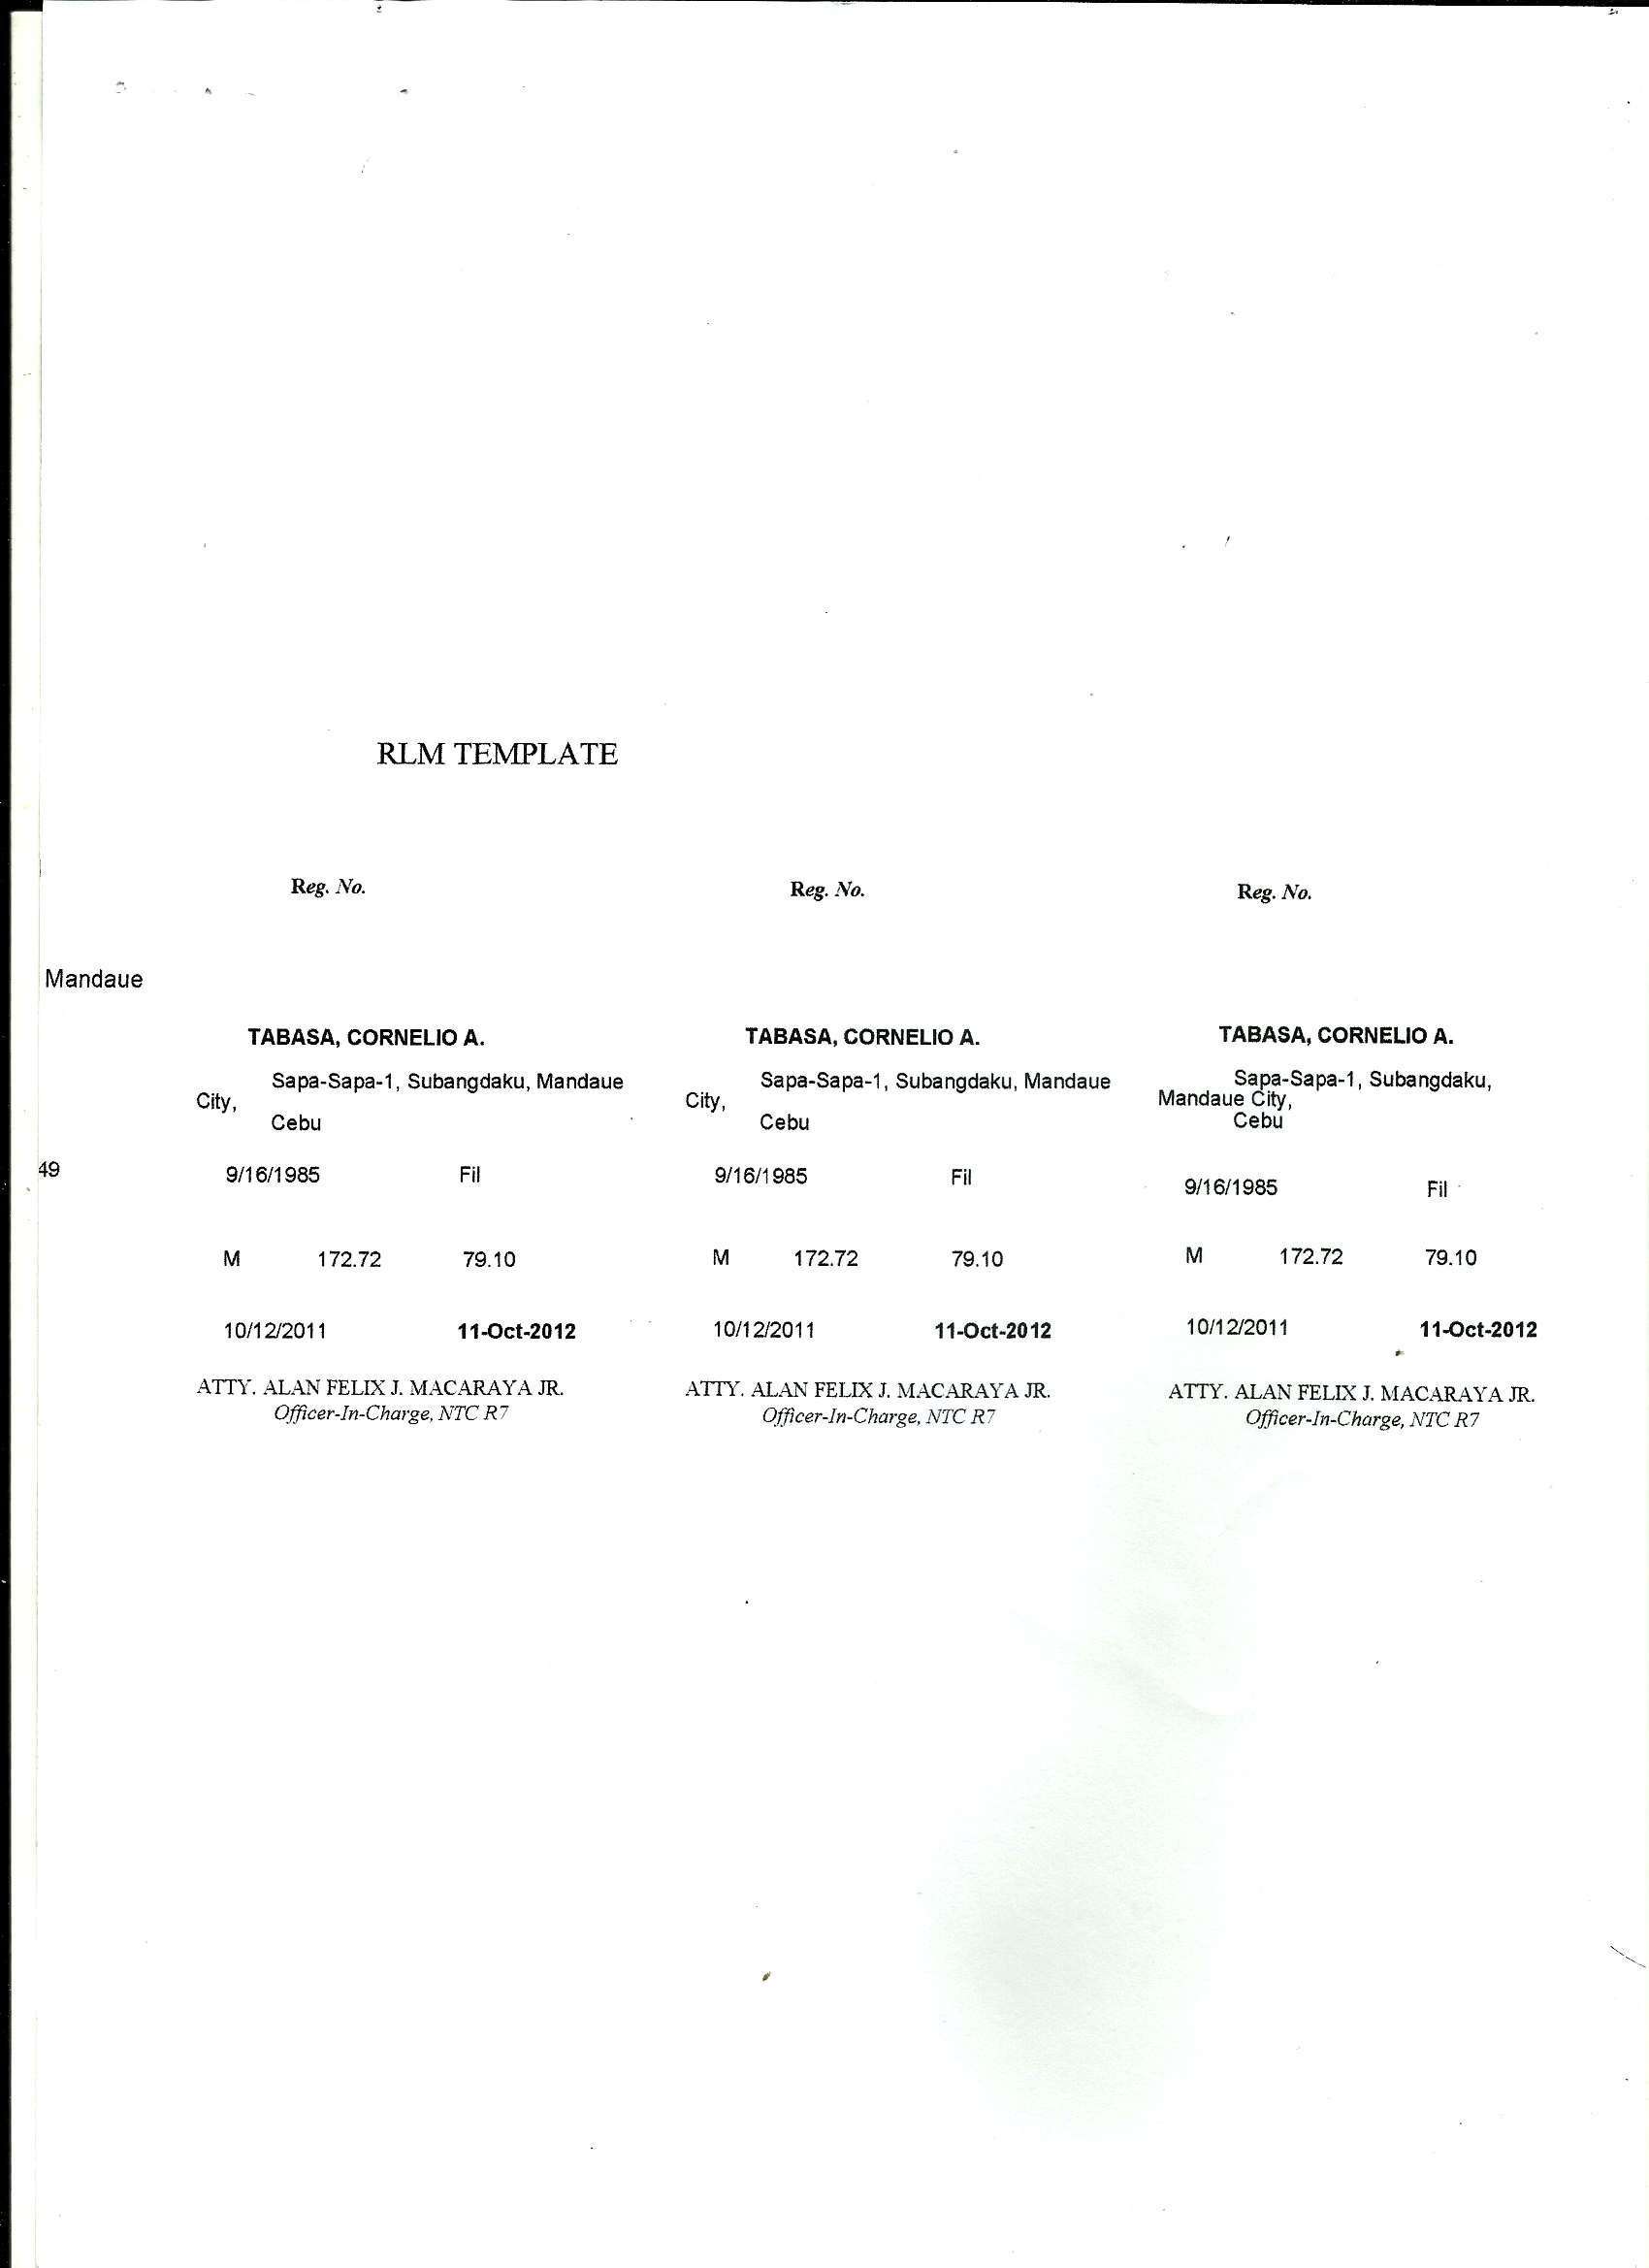 RLM TEMPLATE
Reg. No. Reg. No. Reg. No.
Mandaue
TABASA, CORNELIO A. TABASA, CORNELIO A. TABASA, CORNELIO A.
Sapa-Sapa-1, Subangdaku, Mandaue Sapa-Sapa-1, Subangdaku, Mandaue Sapa-Sapa-1, Subangdaku,
City, City, Mandaue City,
Cebu Cebu Cebu
49 9/16/1985 Fil 9/16/1985 Fil 9/16/1985 Fil
M 172.72 79.10 M 172.72 79.10 M 172.72 79.10
10/12/2011 11-Oct-2012 10/12/2011 11-Oct-2012 10/12/2011 11-Oct-2012
ATTY. ALAN FELIX J. MACARAYA JR. ATTY. ALAN FELIX J. MACARAYA JR. ATTY. ALAN FELIX J. MACARAYA JR.
Officer-In-Charge, NTC R7 Officer-In-Charge, NTC R7 Officer-In-Charge, NTC R7